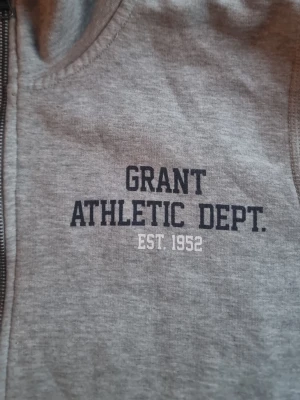 GRANT
ATHLETIC DEPT.
EST. 1952